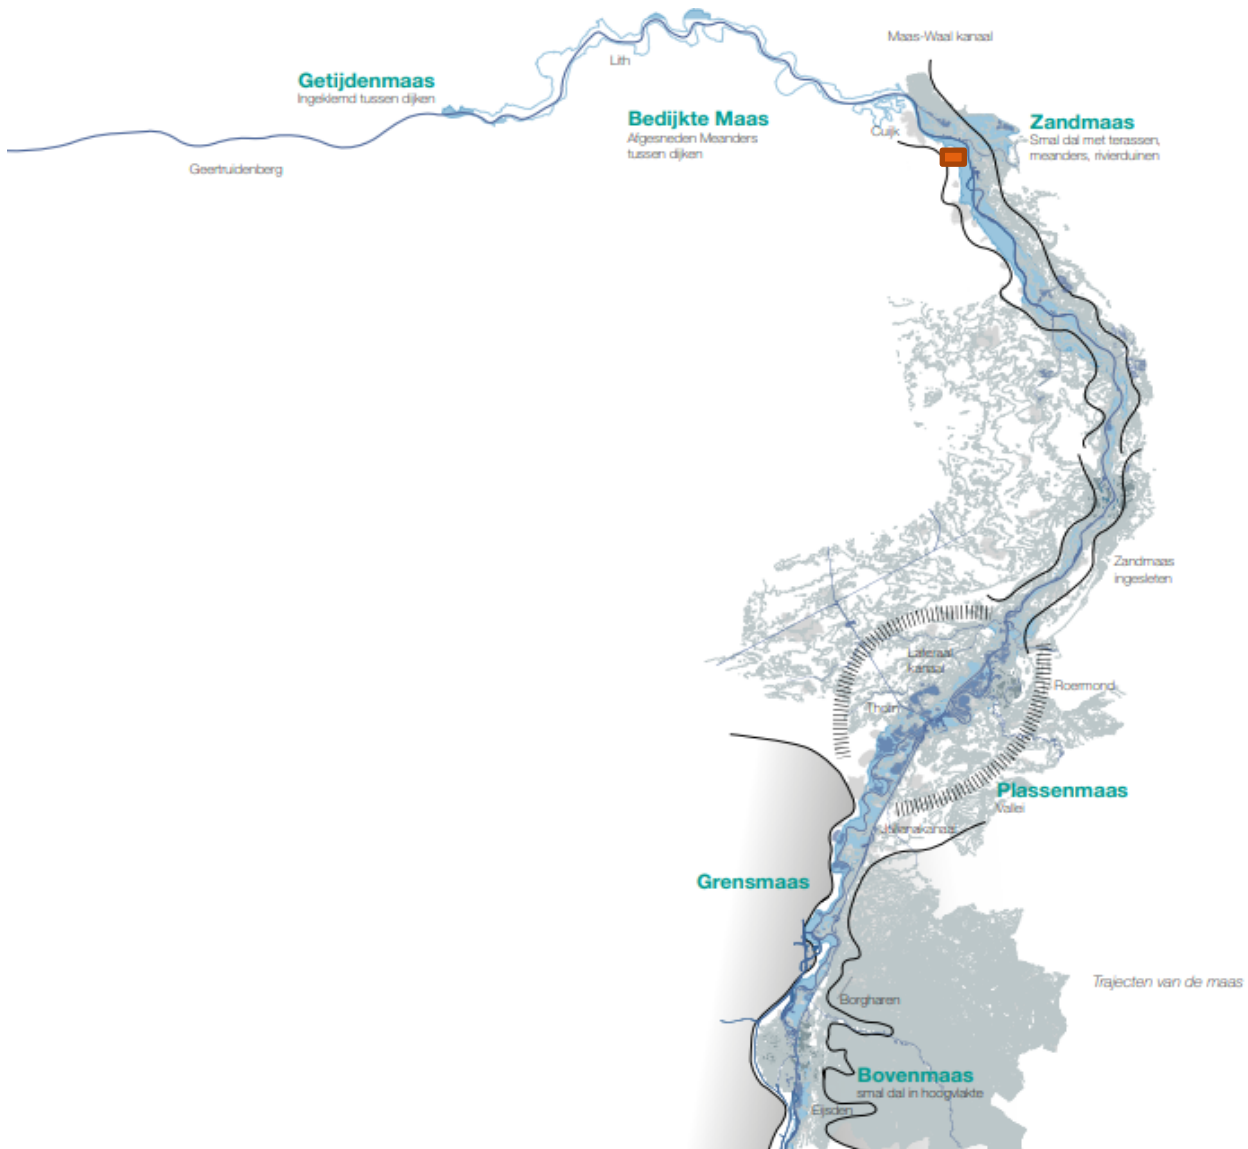 Maas-Waal kanaal
Lith
Getijdenmaas
Ingeklemd tussen dijken
Bedijkte Maas
Afgesneden Meanders
tussen dijken
Cuijk
Zandmaas
Smal dal met terassen,
meanders, rivierduinen
Geertruidenberg
Zandmaas
ingesleten
Lateraal
kanaal
Roermond
Thorn
Plassenmaas
Vallei
Julianakanaal
Grensmaas
Trajecten van de maas
Borgharen
Bovenmaas
smal dal in hoogvlakte
Eijsden